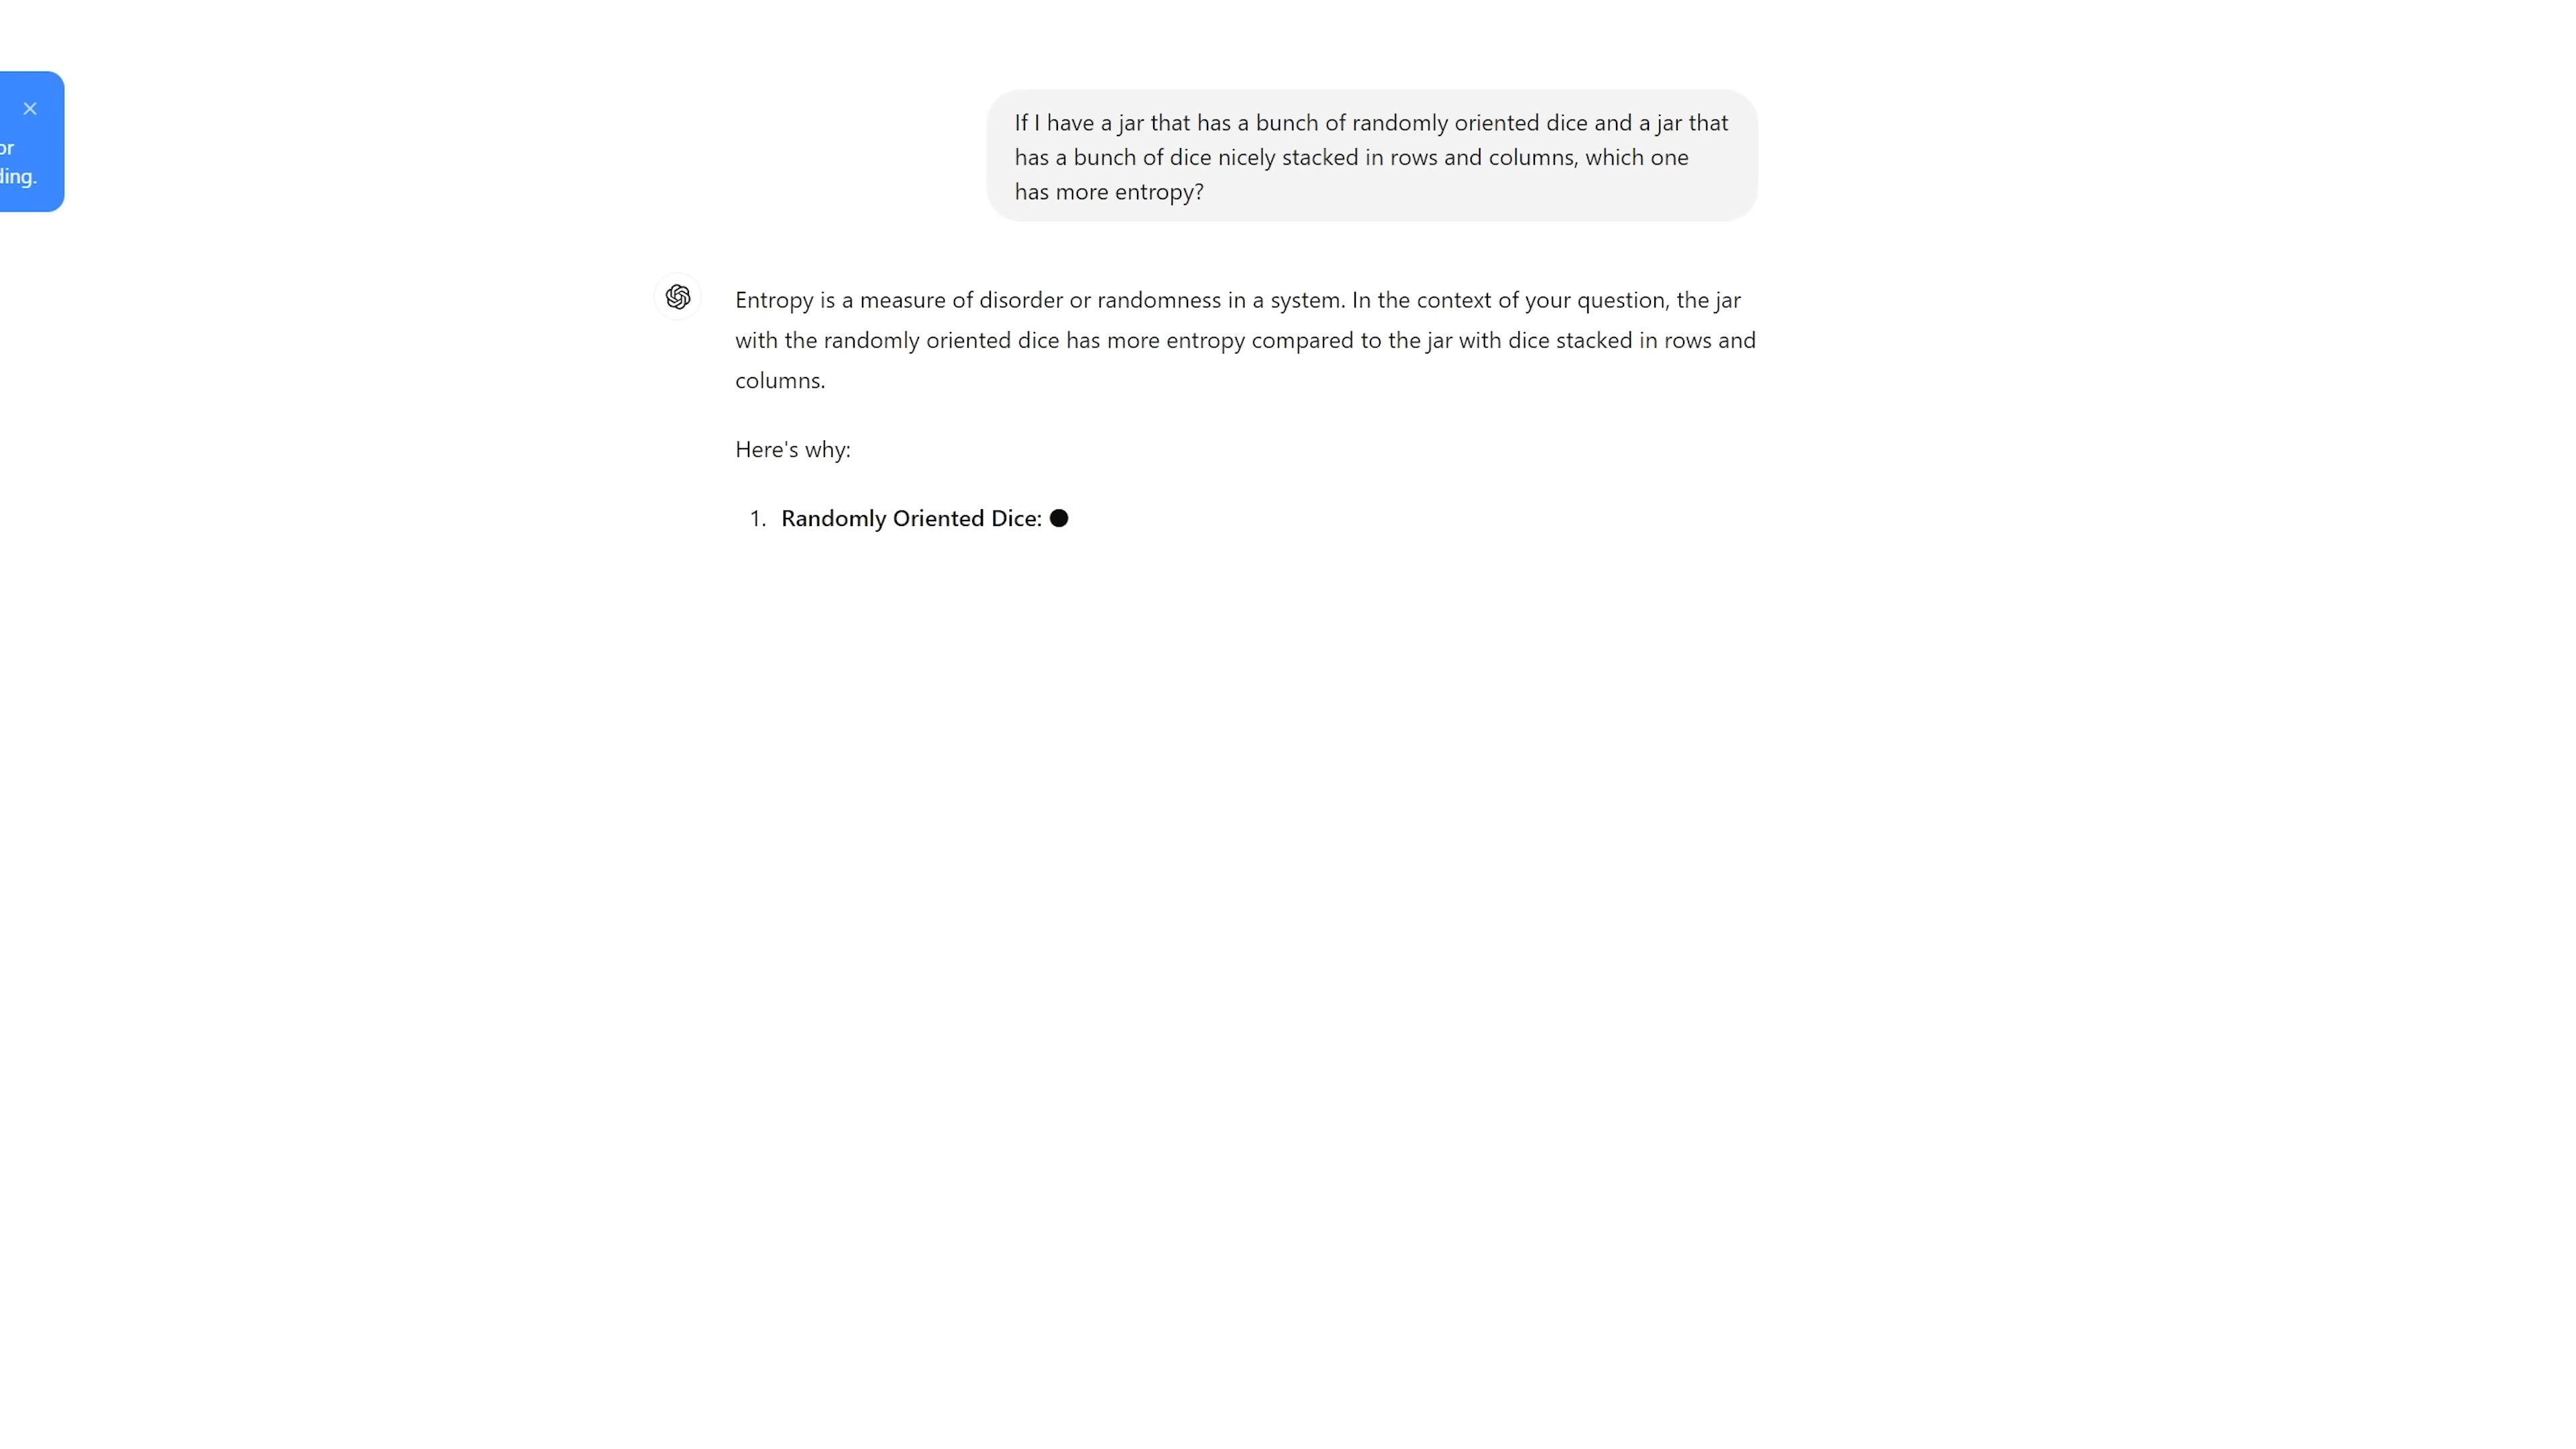 or
ding.
If I have a jar that has a bunch of randomly oriented dice and a jar that
has a bunch of dice nicely stacked in rows and columns, which one
has more entropy?
Entropy is a measure of disorder or randomness in a system. In the context of your question, the jar
with the randomly oriented dice has more entropy compared to the jar with dice stacked in rows and
columns.
Here's why:
1. Randomly Oriented Dice: